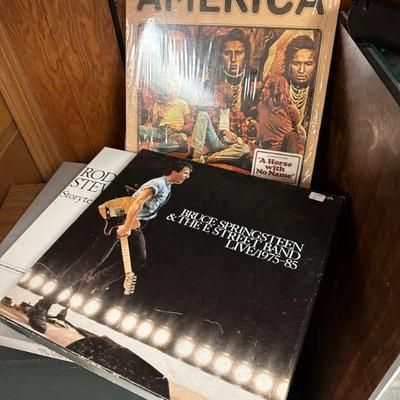 AMERICA
"A Horse
with
No Name"
ROD
STEW
Storyte
BRUCE SPRINGSTEEN
& THE E STREET BAND
LIVE/1975–85